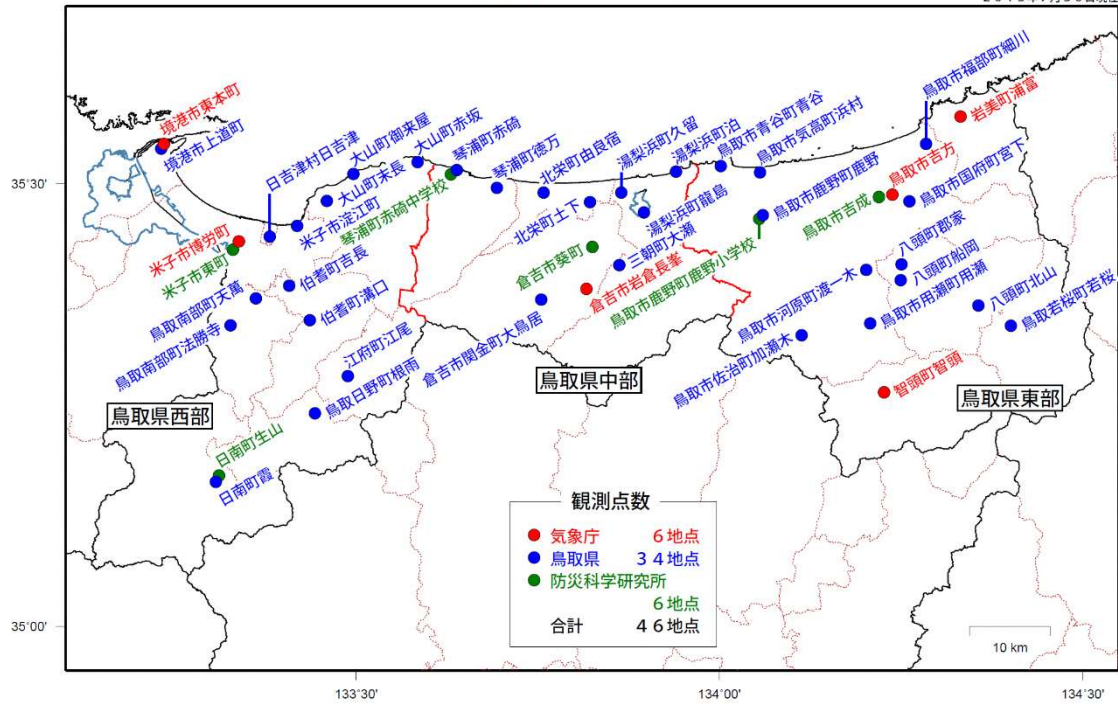 境港市東本町
境港市上道町
日吉津村日吉津
大山町御来屋
大山町末長
米子市淀江町
大山町赤坂
琴浦町赤碕
琴浦町赤碕中学校
琴浦町徳万
北栄町由良宿
北栄町土下
湯梨浜町久留
湯梨浜町泊
湯梨浜町龍島
鳥取市青谷町青谷
鳥取市気高町浜村
鳥取市福部町細川
岩美町浦富
鳥取市吉方
鳥取市吉成
鳥取市国府町宮下
鳥取市鹿野町鹿野
鳥取市鹿野町鹿野小学校
米子市博労町
米子市東町
伯耆町吉長
鳥取南部町天萬
伯耆町溝口
鳥取南部町法勝寺
倉吉市葵町
三朝町大瀬
倉吉市岩倉長峯
倉吉市関金町大鳥居
八頭町郡家
八頭町船岡
鳥取市河原町渡一木
鳥取市用瀬町用瀬
八頭町北山
鳥取若桜町若桜
鳥取市佐治町加瀬木
智頭町智頭
江府町江尾
鳥取日野町根雨
日南町生山
日南町霞
鳥取県西部
鳥取県中部
鳥取県東部
観測点数
気象庁 6地点
鳥取県 34地点
防災科学研究所
6地点
合計 46地点
10 km
35°30'
35°00'
133°30'
134°00'
134°30'